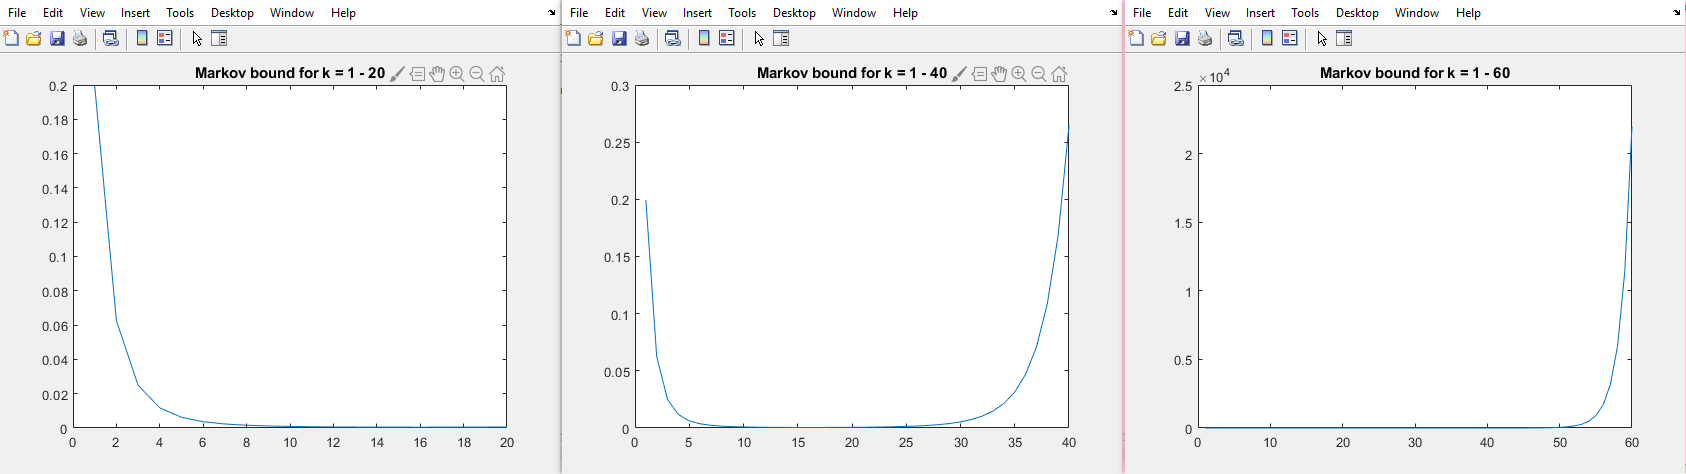 File Edit View Insert Tools Desktop Window Help
Markov bound for k = 1 - 20
0.2
0.18
0.16
0.14
0.12
0.1
0.08
0.06
0.04
0.02
0
0 2 4 6 8 10 12 14 16 18 20
File Edit View Insert Tools Desktop Window Help
Markov bound for k = 1 - 40
0.3
0.25
0.2
0.15
0.1
0.05
0
0 5 10 15 20 25 30 35 40
File Edit View Insert Tools Desktop Window Help
Markov bound for k = 1 - 60
×10⁴
2.5
2
1.5
1
0.5
0
0 10 20 30 40 50 60